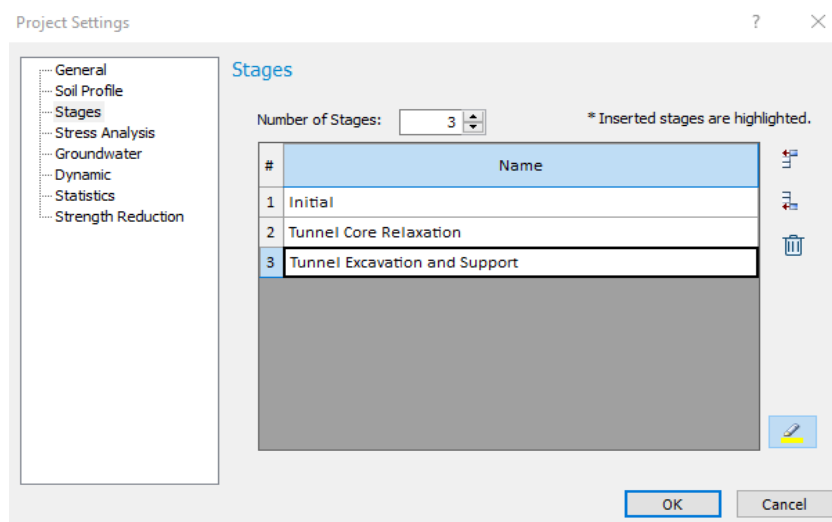 Project Settings
?
General
Soil Profile
Stages
Stress Analysis
Groundwater
Dynamic
Statistics
Strength Reduction
Stages
Number of Stages: 3
* Inserted stages are highlighted.
# Name
1 Initial
2 Tunnel Core Relaxation
3 Tunnel Excavation and Support
OK Cancel